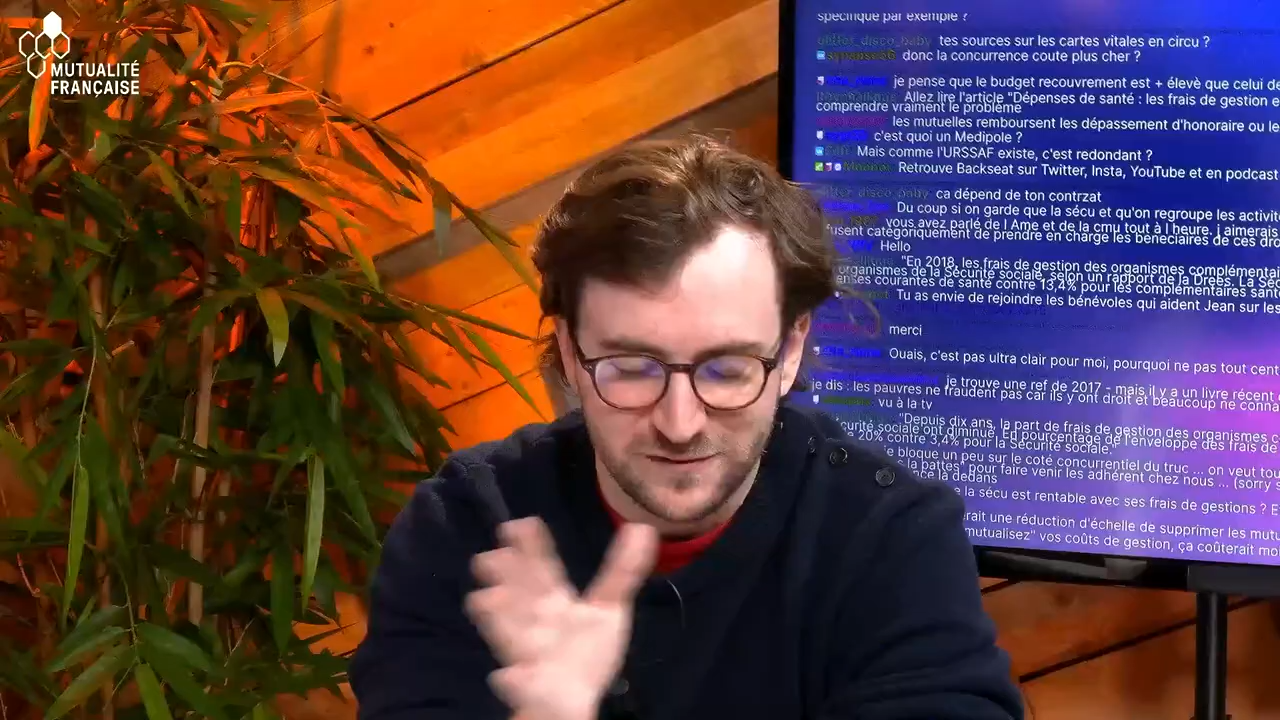 MUTUALITÉ
FRANÇAISE
spécifique par exemple ?
tes sources sur les cartes vitales en circu ?
donc la concurrence coute plus cher ?
je pense que le budget recouvrement est + élevè que celui de
Allez lire l'article "Dépenses de santé : les frais de gestion e
comprendre vraiment le problème
les mutuelles remboursent les dépassement d'honoraire ou le
c'est quoi un Medipole ?
Mais comme l'URSSAF existe, c'est redondant ?
Retrouve Backseat sur Twitter, Insta, YouTube et en podcast
ca dépend de ton contrzat
Du coup si on garde que la sécu et qu'on regroupe les activit
vous avez parlé de l Ame et de la cmu tout à l heure. j aimerais
fusent catégoriquement de prendre en charge les bénéciaires de ces dro
Hello
"En 2018, les frais de gestion des organismes complémentai
organismes de la Sécurité sociale, selon un rapport de la Drees. La Séc
enses courantes de santé contre 13,4% pour les complémentaires sant
Tu as envie de rejoindre les bénévoles qui aident Jean sur les
merci
Ouais, c'est pas ultra clair pour moi, pourquoi ne pas tout cent
je trouve une ref de 2017 - mais il y a un livre récent
je dis : les pauvres ne fraudent pas car ils y ont droit et beaucoup ne conna
vu à la tv
"Depuis dix ans, la part de frais de gestion des organismes c
écurité sociale ont diminué. En pourcentage de l'enveloppe des frais de
20% contre 3,4% pour la Sécurité sociale.
je bloque un peu sur le coté concurrentiel du truc ... on veut tou
la pattes" pour faire venir les adhérent chez nous ... (sorry s
nce la dedans
la sécu est rentable avec ses frais de gestions ? E
rait une réduction d'échelle de supprimer les mutu
mutualisez" vos coûts de gestion, ça coûterait moi